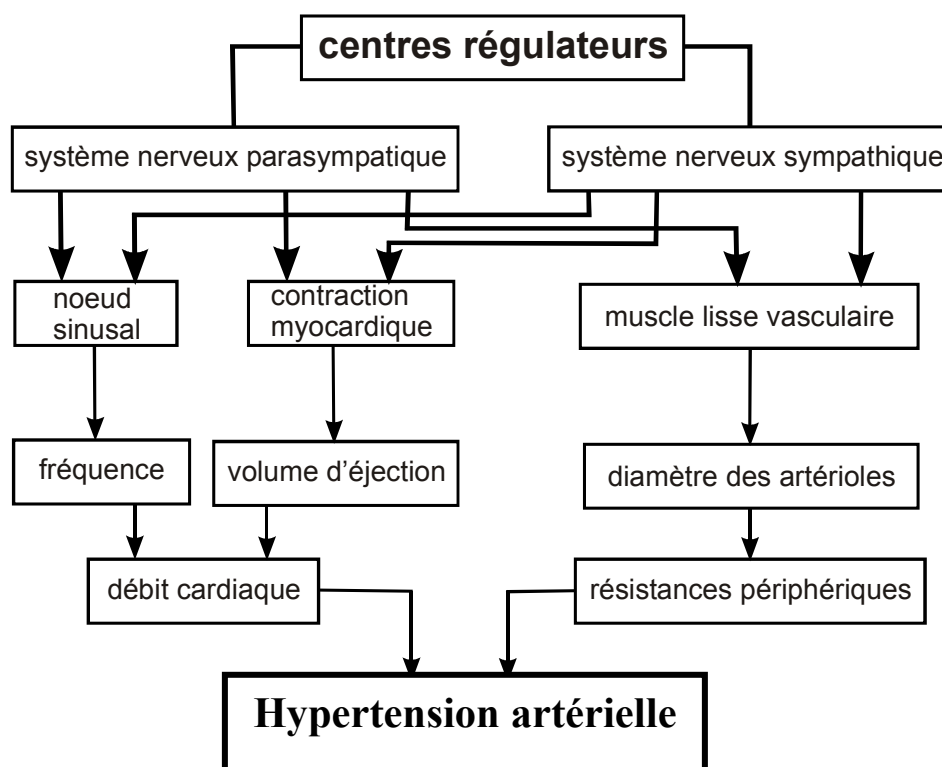 centres régulateurs
système nerveux parasympatique
système nerveux sympathique
noeud
sinusal
contraction
myocardique
muscle lisse vasculaire
fréquence
volume d'éjection
diamètre des artérioles
débit cardiaque
résistances périphériques
Hypertension artérielle